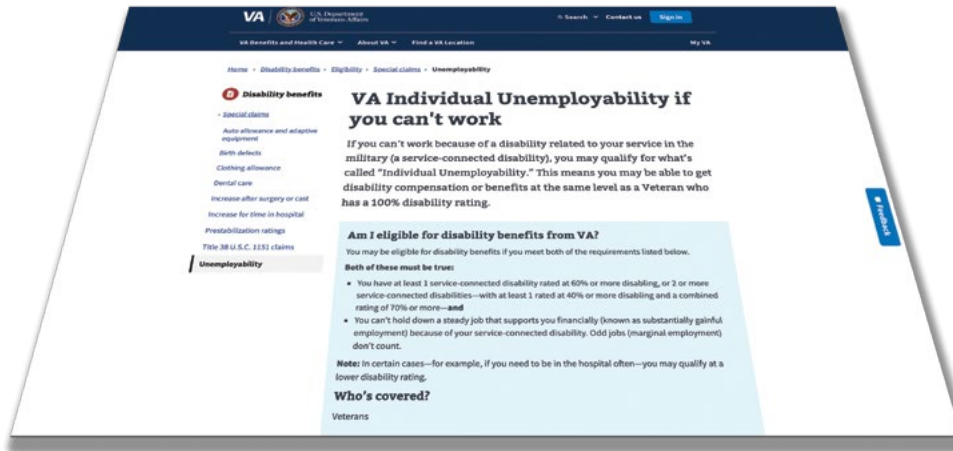 VA
U.S. Department
of Veterans Affairs
Search
Contact us
Sign in
VA Benefits and Health Care
About VA
Find a VA Location
My VA
Home › Disability benefits › Eligibility › Special claims › Unemployability
Disability benefits
‹ Special claims
Auto allowance and adaptive
equipment
Birth defects
Clothing allowance
Dental care
Increase after surgery or cast
Increase for time in hospital
Prestabilization ratings
Title 38 U.S.C. 1151 claims
Unemployability
VA Individual Unemployability if
you can't work
If you can't work because of a disability related to your service in the
military (a service-connected disability), you may qualify for what's
called "Individual Unemployability." This means you may be able to get
disability compensation or benefits at the same level as a Veteran who
has a 100% disability rating.
Am I eligible for disability benefits from VA?
You may be eligible for disability benefits if you meet both of the requirements listed below.
Both of these must be true:
• You have at least 1 service-connected disability rated at 60% or more disabling, or 2 or more
service-connected disabilities—with at least 1 rated at 40% or more disabling and a combined
rating of 70% or more—and
• You can't hold down a steady job that supports you financially (known as substantially gainful
employment) because of your service-connected disability. Odd jobs (marginal employment)
don't count.
Note: In certain cases—for example, if you need to be in the hospital often—you may qualify at a
lower disability rating.
Who's covered?
Veterans
Feedback